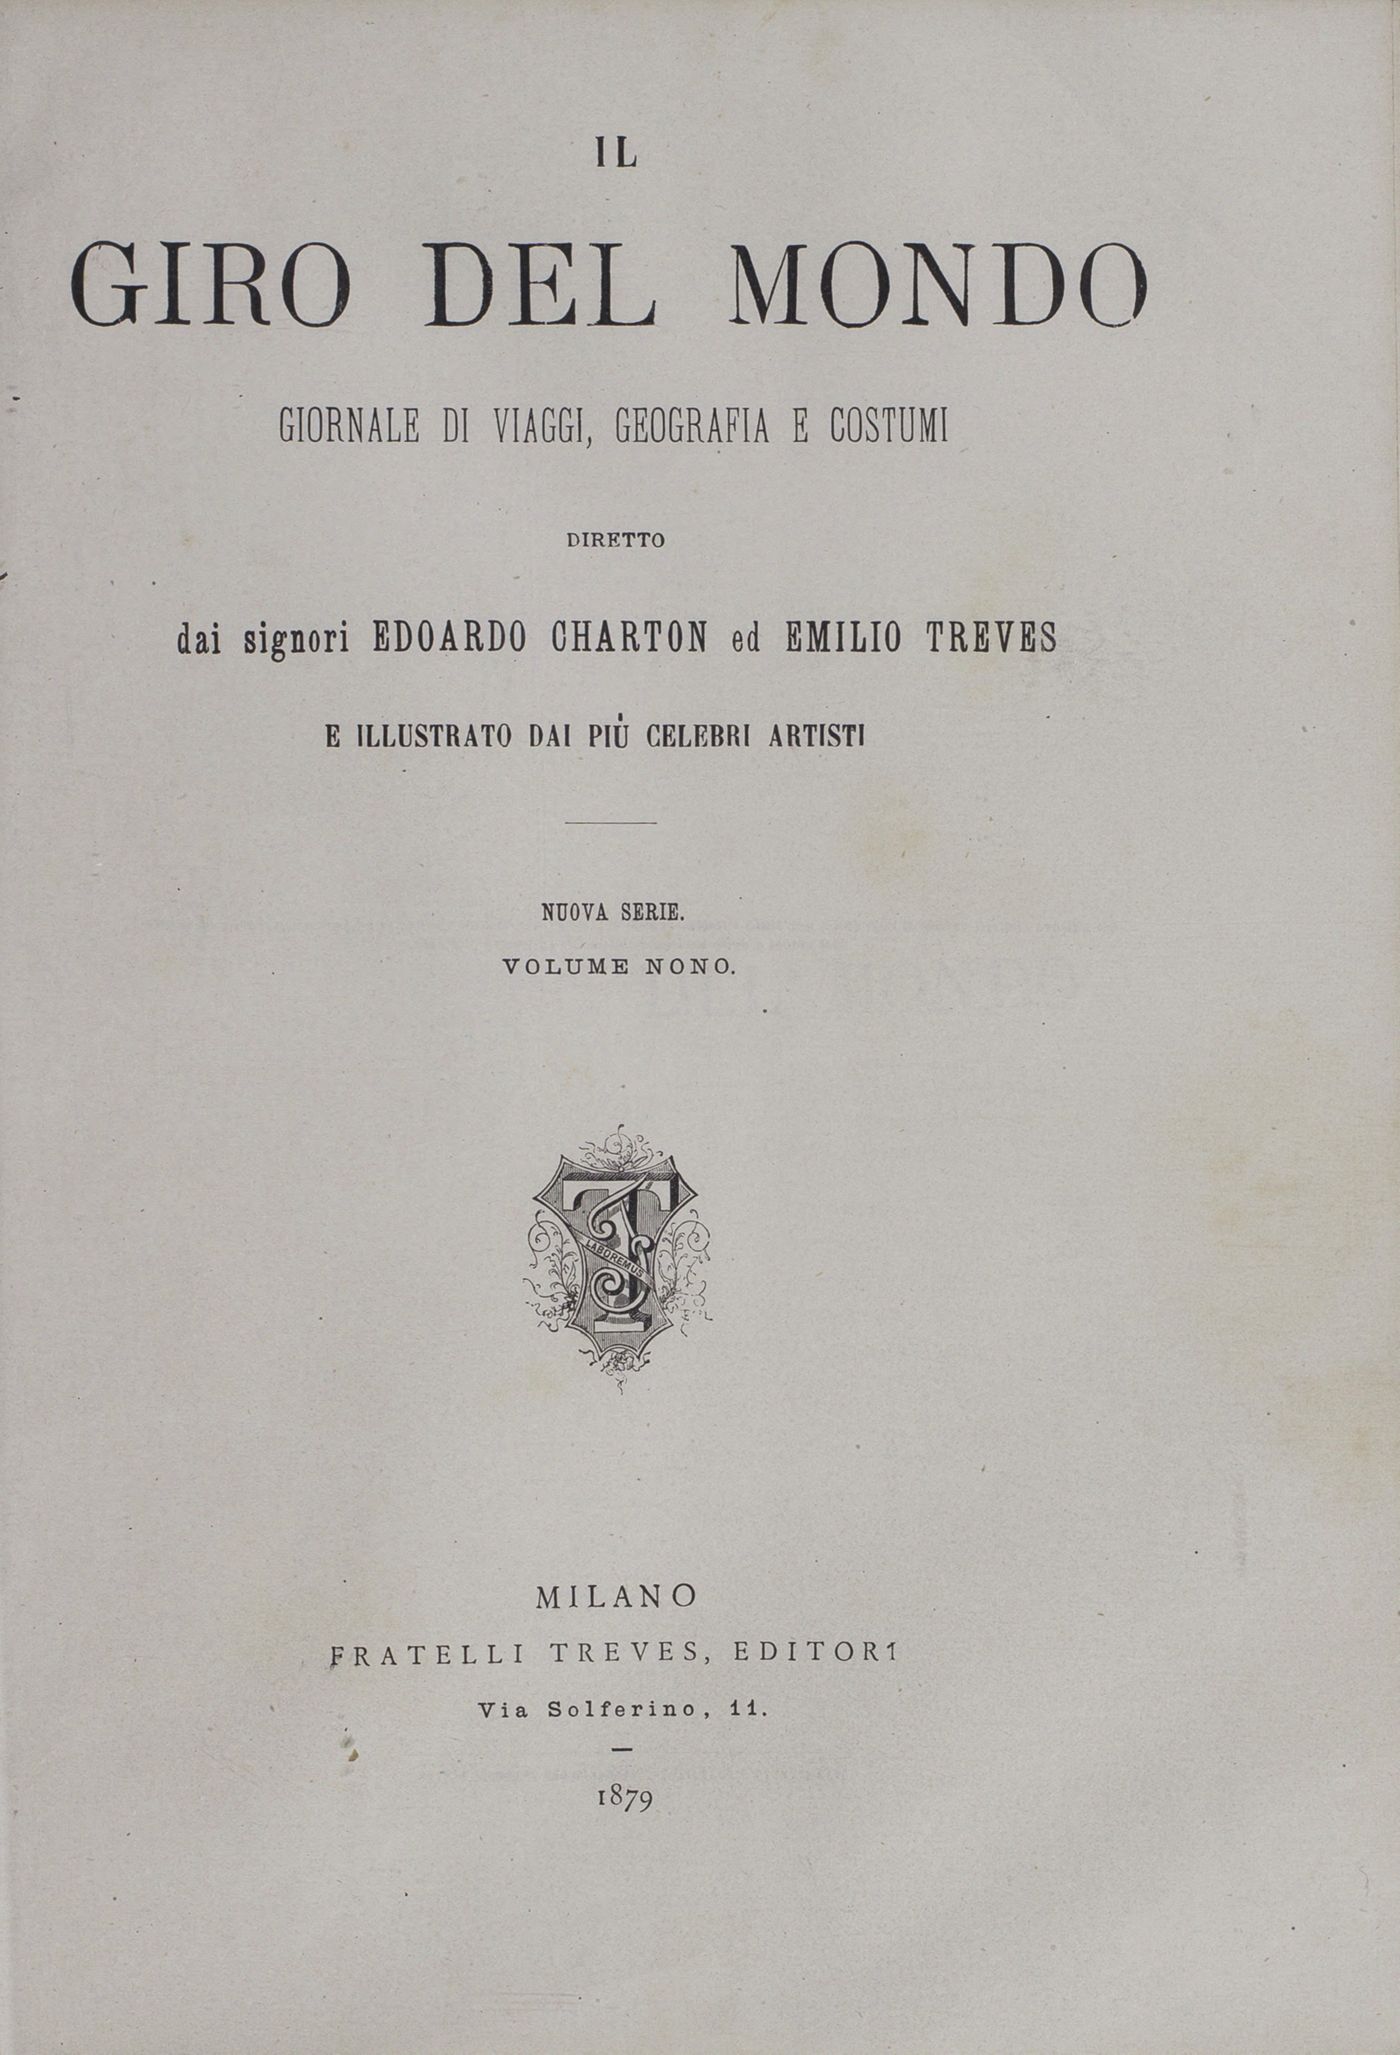 IL
GIRO DEL MONDO
GIORNALE DI VIAGGI, GEOGRAFIA E COSTUMI
DIRETTO
dai signori EDOARDO CHARTON ed EMILIO TREVES
E ILLUSTRATO DAI PIÙ CELEBRI ARTISTI
NUOVA SERIE.
VOLUME NONO.
LABOREMUS
MILANO
FRATELLI TREVES, EDITORI
Via Solferino, 11.
1879